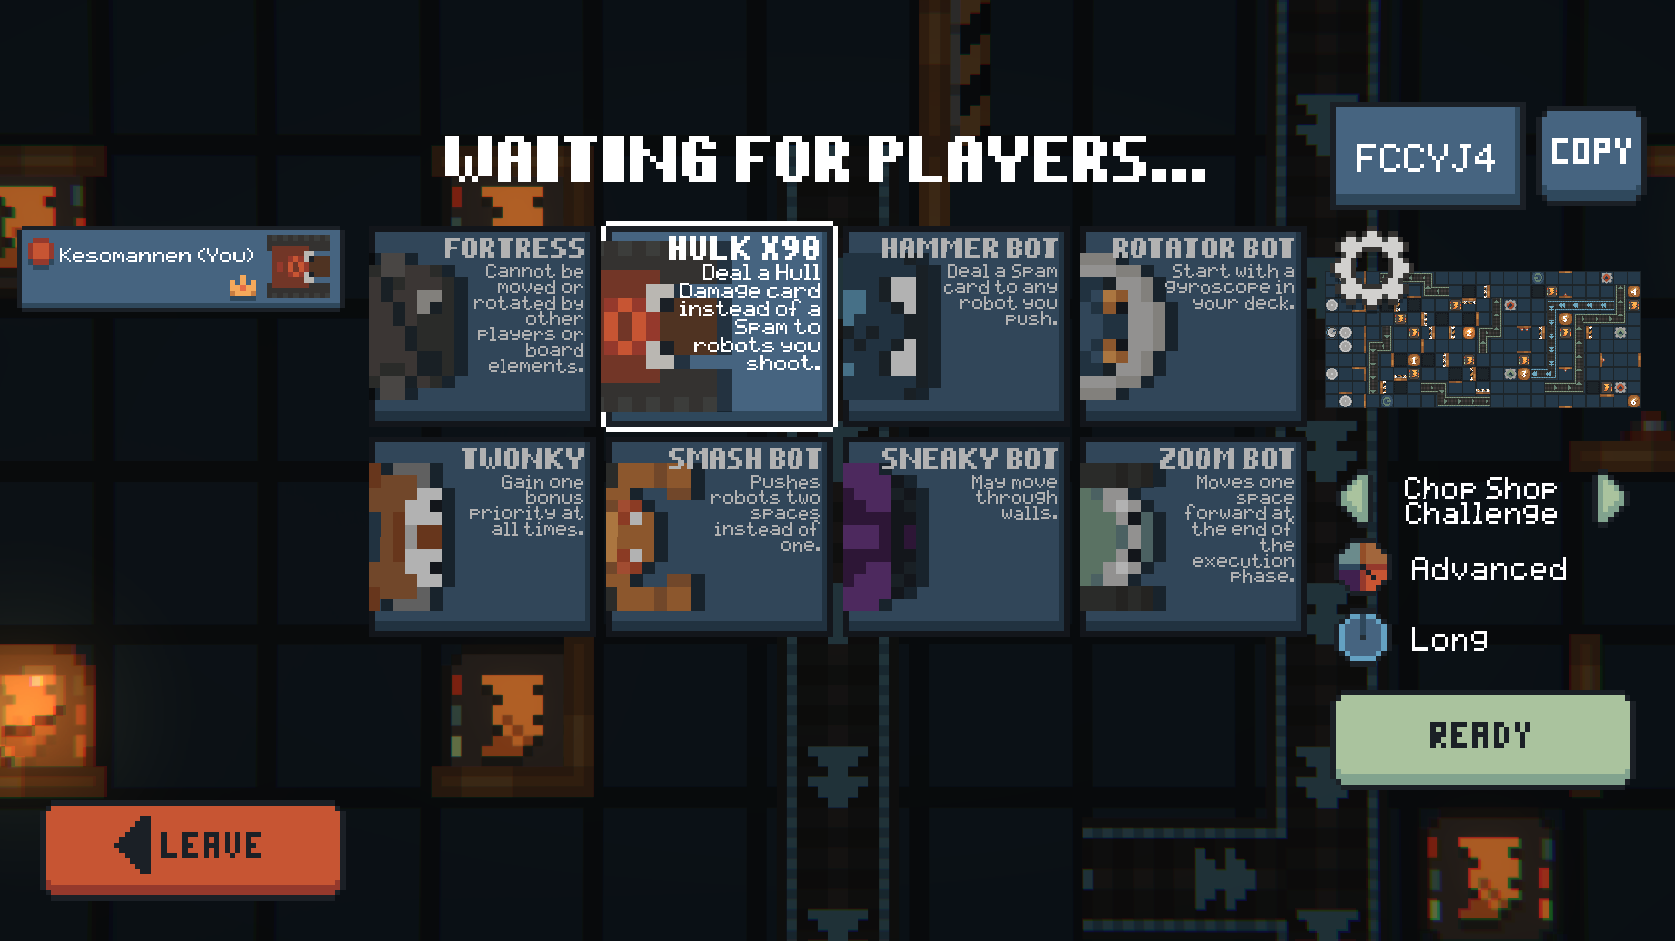 WAITING FOR PLAYERS...
FCCYJ4
COPY
Kesomannen (You)
FORTRESS
Cannot be
moved or
rotated by
other
players or
board
elements.
HULK X90
Deal a Hull
Damage card
instead of a
Spam to
robots you
shoot.
HAMMER BOT
Deal a Spam
card to any
robot you
push.
ROTATOR BOT
Start with a
gyroscope in
your deck.
TWONKY
Gain one
bonus
priority at
all times.
SMASH BOT
Pushes
robots two
spaces
instead of
one.
SNEAKY BOT
May move
through
walls.
ZOOM BOT
Moves one
space
forward at
the end of
the
execution
phase.
Chop Shop
Challenge
Advanced
Long
READY
LEAVE